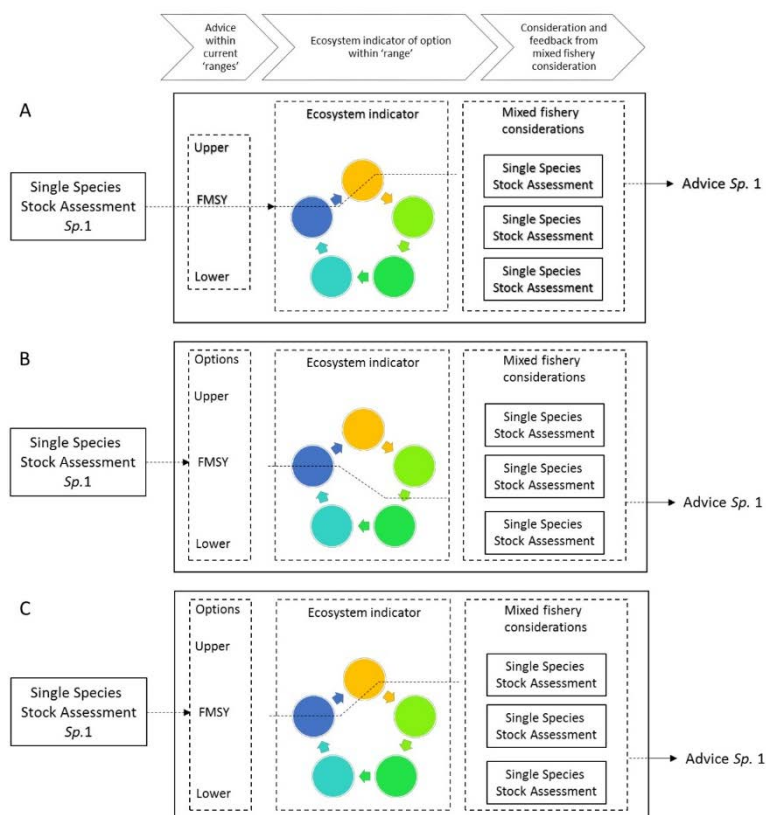 Advice
within
current
‘ranges’
Ecosystem indicator of option
within ‘range’
Consideration and
feedback from
mixed fishery
consideration
A
Single Species
Stock Assessment
Sp.1
Upper
FMSY
Lower
Ecosystem indicator
Mixed fishery
considerations
Single Species
Stock Assessment
Single Species
Stock Assessment
Single Species
Stock Assessment
Advice Sp. 1
B
Single Species
Stock Assessment
Sp.1
Options
Upper
FMSY
Lower
Ecosystem indicator
Mixed fishery
considerations
Single Species
Stock Assessment
Single Species
Stock Assessment
Single Species
Stock Assessment
Advice Sp. 1
C
Single Species
Stock Assessment
Sp.1
Options
Upper
FMSY
Lower
Ecosystem indicator
Mixed fishery
considerations
Single Species
Stock Assessment
Single Species
Stock Assessment
Single Species
Stock Assessment
Advice Sp. 1